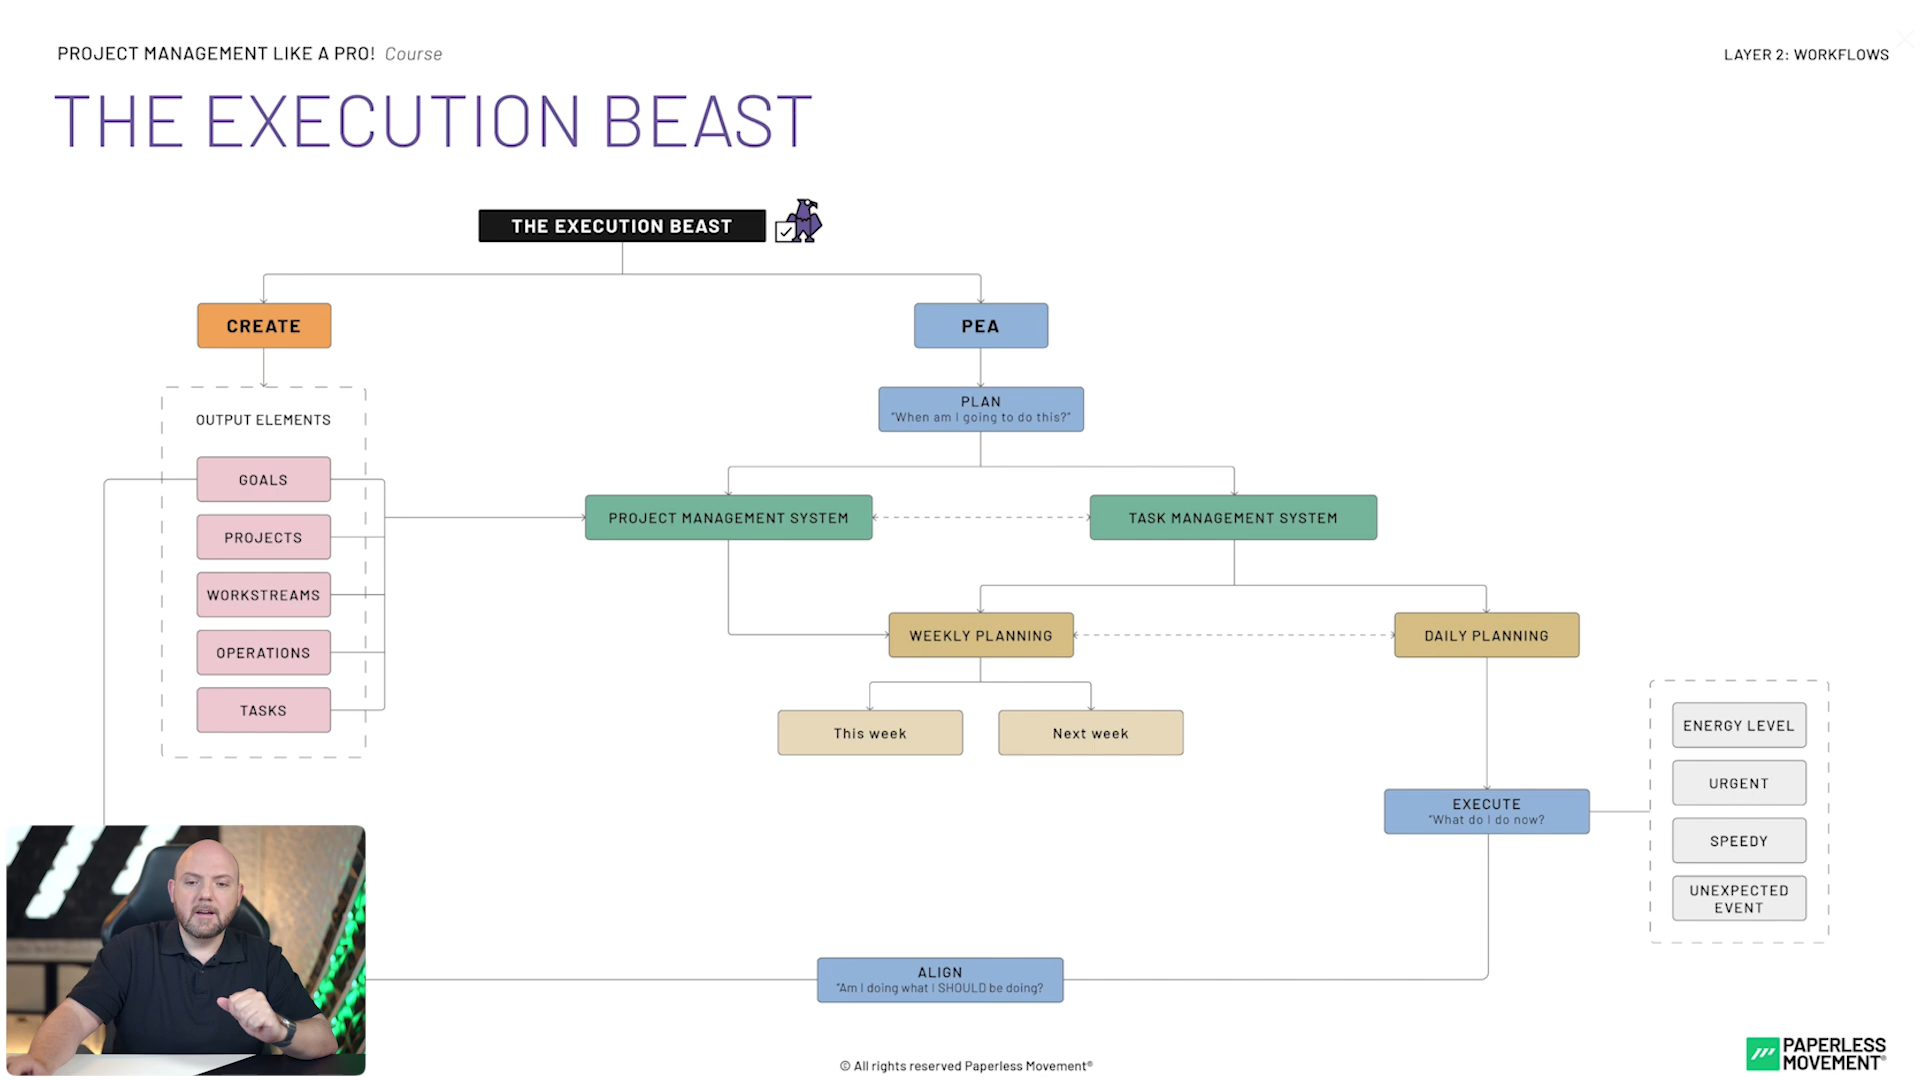 PROJECT MANAGEMENT LIKE A PRO! Course
LAYER 2: WORKFLOWS
THE EXECUTION BEAST
THE EXECUTION BEAST
CREATE
PEA
PLAN
"When am I going to do this?"
OUTPUT ELEMENTS
GOALS
PROJECTS
WORKSTREAMS
OPERATIONS
TASKS
PROJECT MANAGEMENT SYSTEM
TASK MANAGEMENT SYSTEM
WEEKLY PLANNING
DAILY PLANNING
This week
Next week
ENERGY LEVEL
URGENT
SPEEDY
UNEXPECTED
EVENT
EXECUTE
"What do I do now?
ALIGN
"Am I doing what I SHOULD be doing?
© All rights reserved Paperless Movement®
PAPERLESS
MOVEMENT®